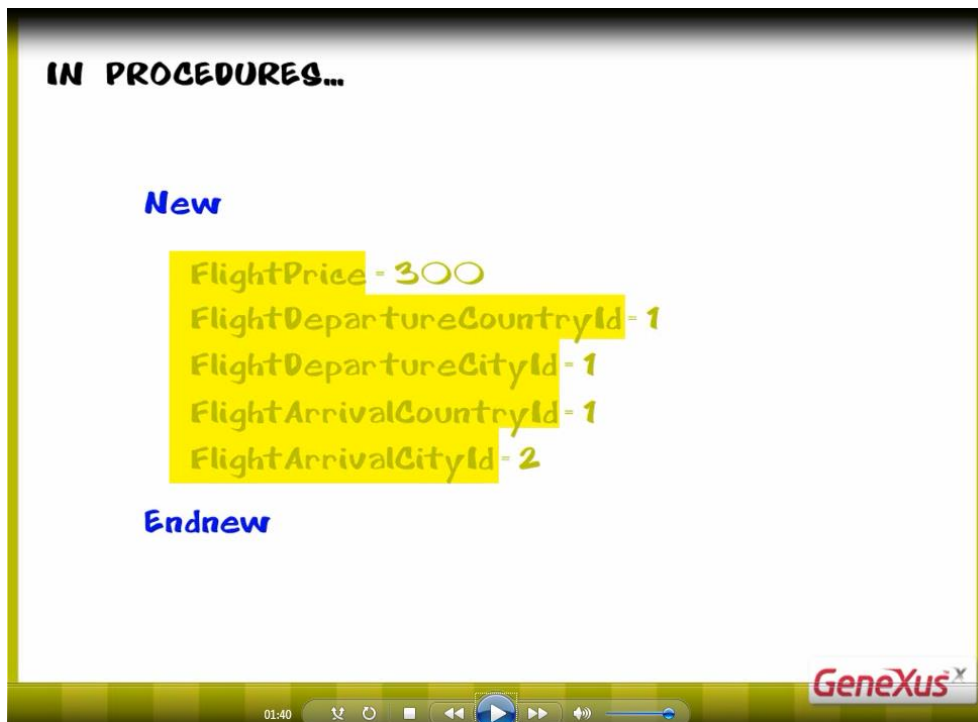 IN PROCEDURES...
New
FlightPrice = 300
FlightDepartureCountryId = 1
FlightDepartureCityId = 1
FlightArrivalCountryId = 1
FlightArrivalCityId = 2
Endnew
GeneXus X
01:40